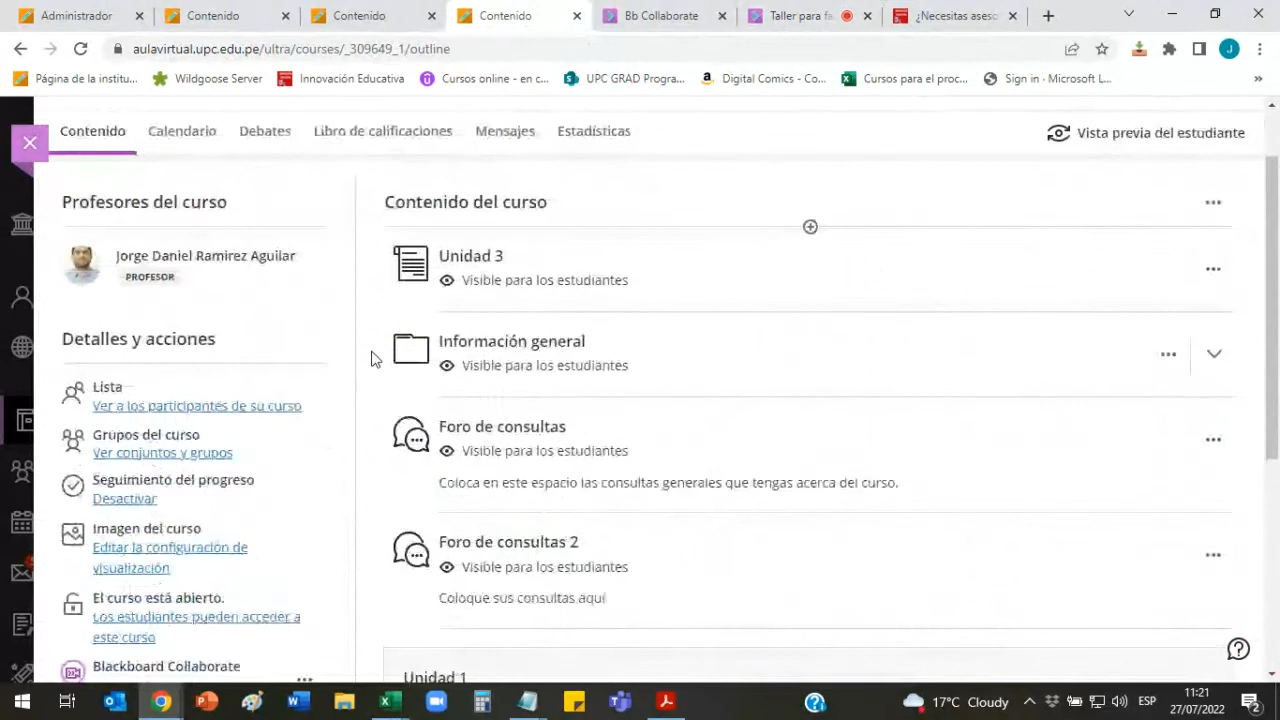 Administrador
Contenido
Contenido
Contenido
Bb Collaborate
Taller para fa
¿Necesitas aseso
aulavirtual.upc.edu.pe/ultra/courses/_309649_1/outline
J
Página de la institu...
Wildgoose Server
Innovación Educativa
Cursos online - en c...
UPC GRAD Progra...
Digital Comics - Co...
Cursos para el proc...
Sign in - Microsoft L...
»
Contenido
Calendario
Debates
Libro de calificaciones
Mensajes
Estadísticas
Vista previa del estudiante
Profesores del curso
Jorge Daniel Ramirez Aguilar
PROFESOR
Detalles y acciones
Lista
Ver a los participantes de su curso
Grupos del curso
Ver conjuntos y grupos
Seguimiento del progreso
Desactivar
Imagen del curso
Editar la configuración de
visualización
El curso está abierto.
Los estudiantes pueden acceder a
este curso
Blackboard Collaborate
Contenido del curso
Unidad 3
Visible para los estudiantes
Información general
Visible para los estudiantes
Foro de consultas
Visible para los estudiantes
Coloca en este espacio las consultas generales que tengas acerca del curso.
Foro de consultas 2
Visible para los estudiantes
Coloque sus consultas aquí
Unidad 1
17°C Cloudy
ESP
11:21
27/07/2022
2